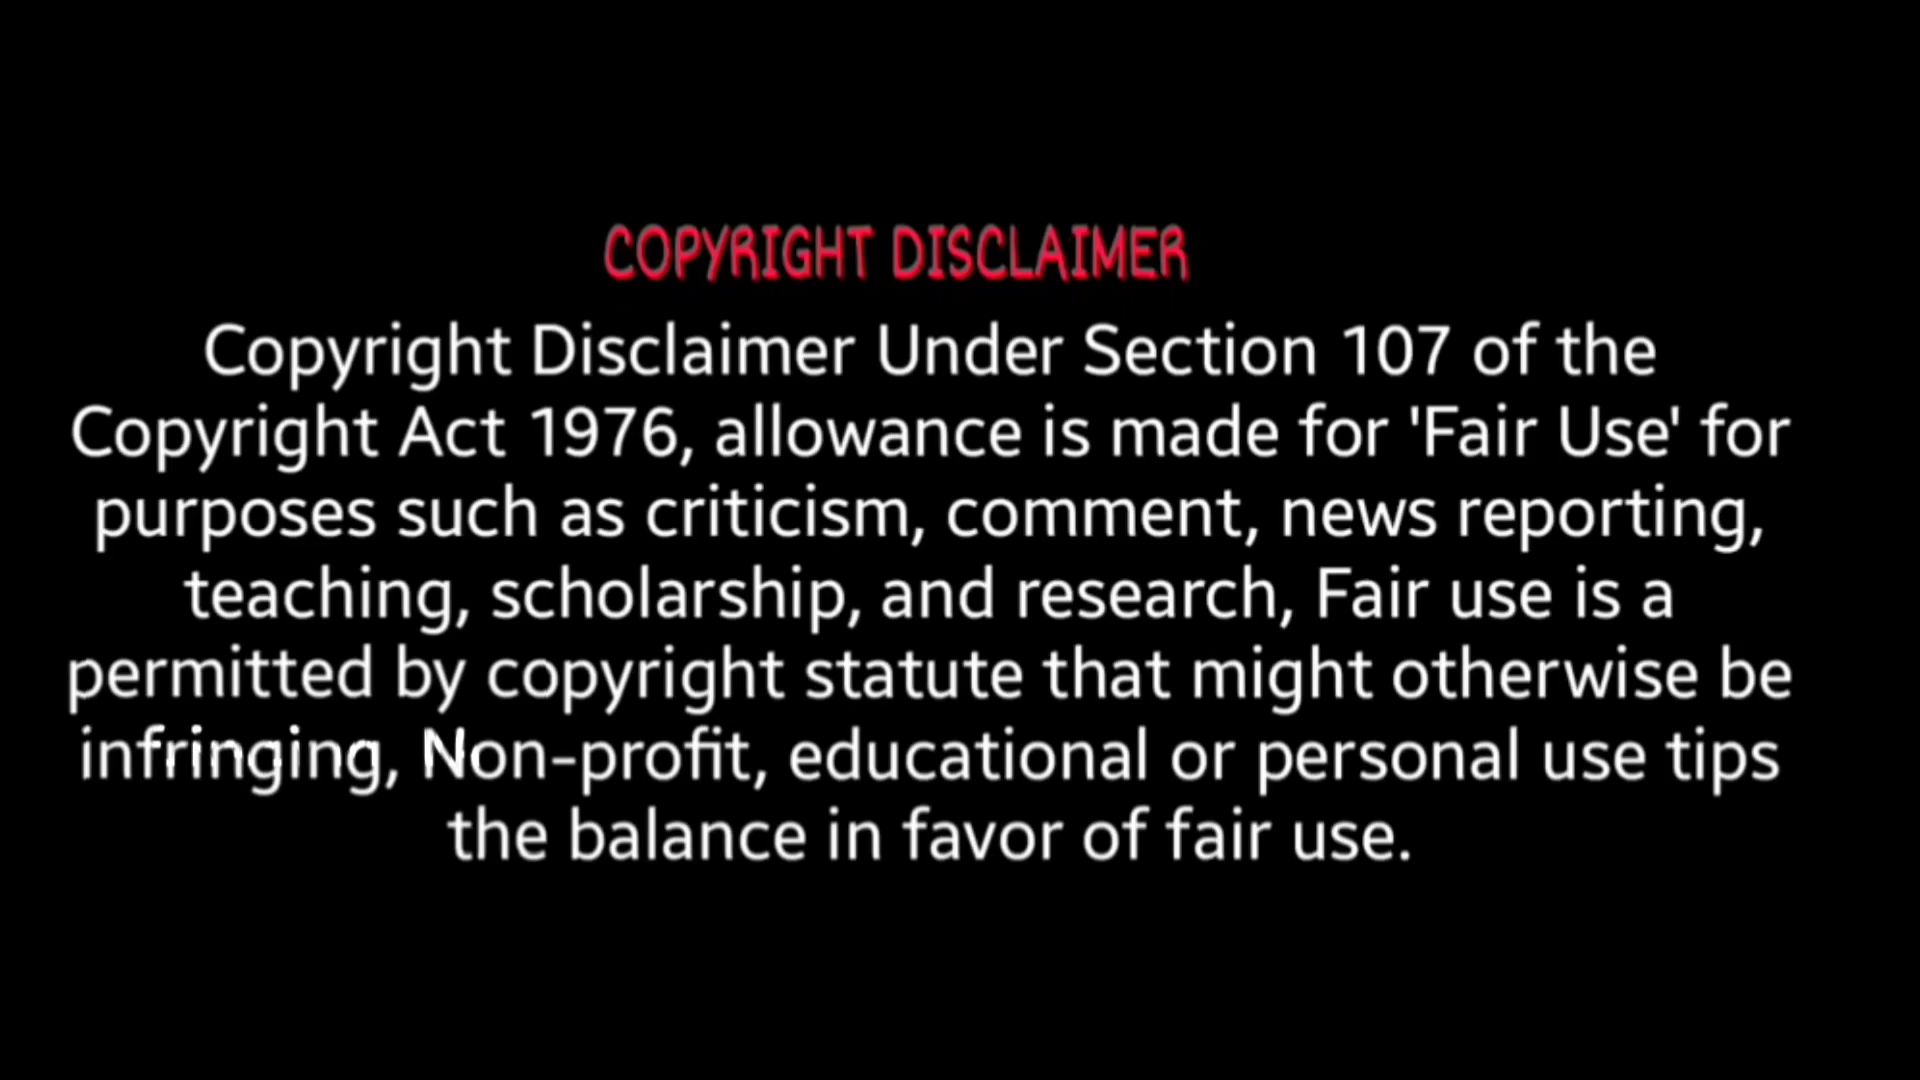 COPYRIGHT DISCLAIMER
Copyright Disclaimer Under Section 107 of the
Copyright Act 1976, allowance is made for 'Fair Use' for
purposes such as criticism, comment, news reporting,
teaching, scholarship, and research, Fair use is a
permitted by copyright statute that might otherwise be
infringing, Non-profit, educational or personal use tips
the balance in favor of fair use.